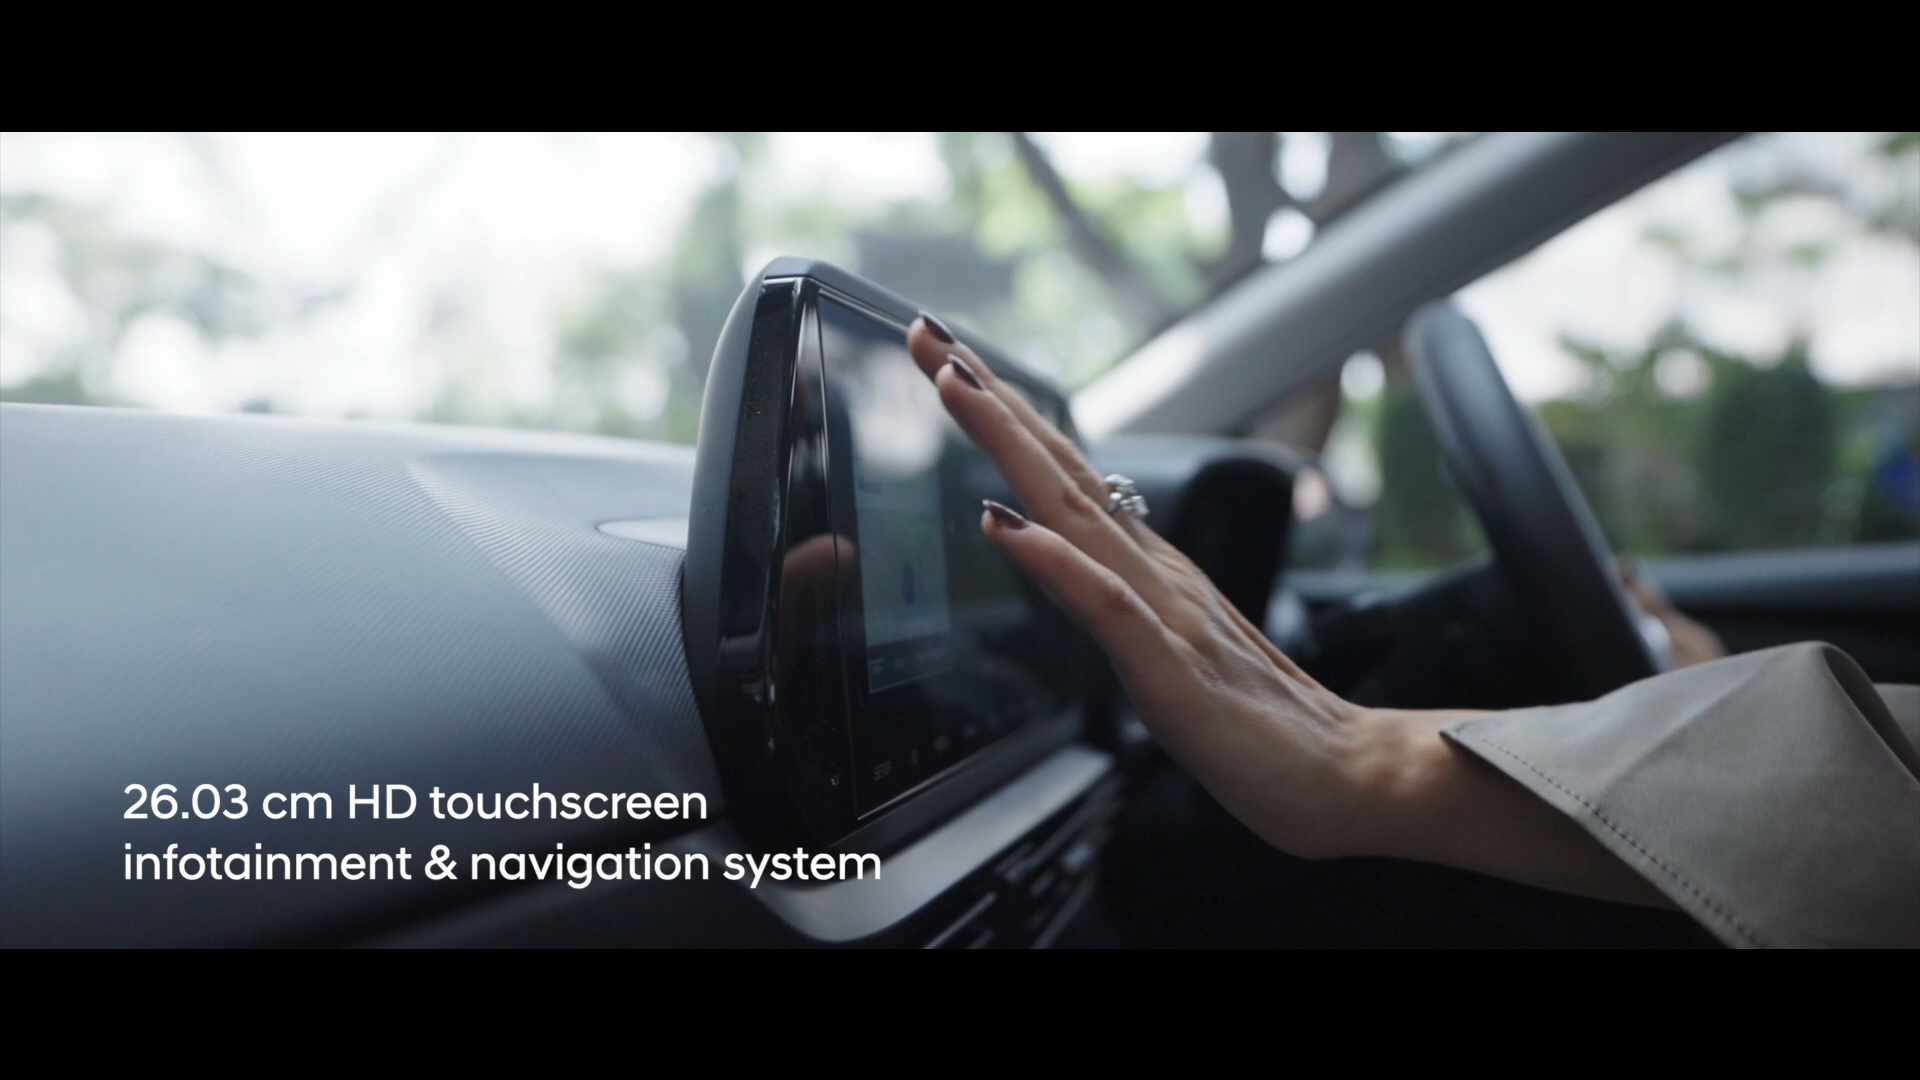 26.03 cm HD touchscreen
infotainment & navigation system